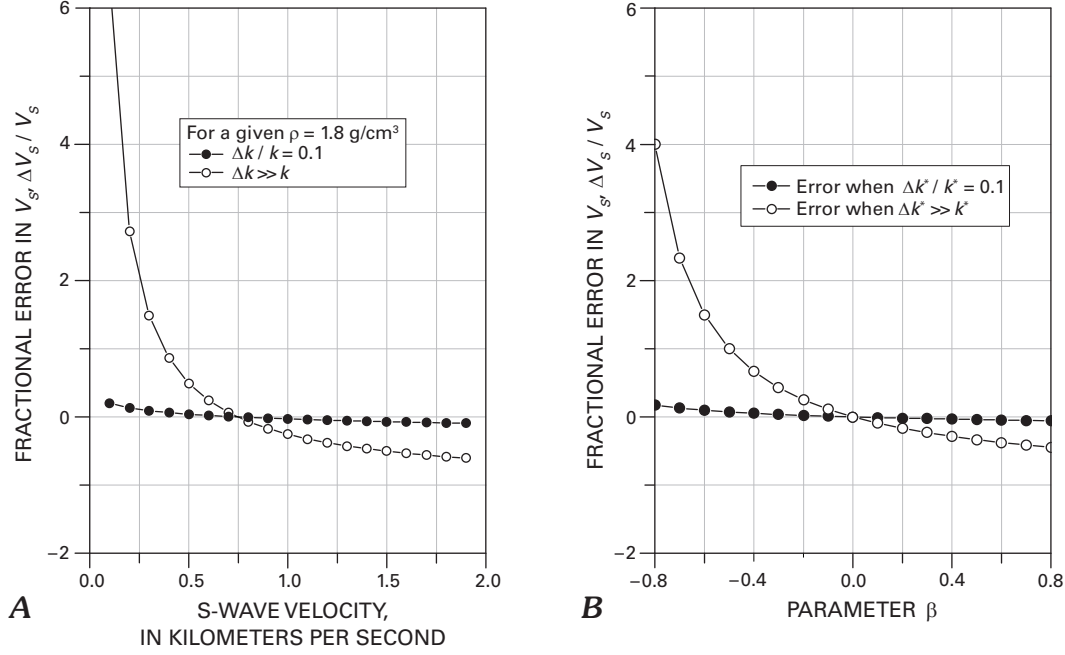 6
4
2
0
−2
FRACTIONAL ERROR IN Vs, ΔVs / Vs
For a given ρ = 1.8 g/cm³
Δk / k = 0.1
Δk >> k
0.0
0.5
1.0
1.5
2.0
A
S-WAVE VELOCITY,
IN KILOMETERS PER SECOND
6
4
2
0
−2
FRACTIONAL ERROR IN Vs, ΔVs / Vs
Error when Δk* / k* = 0.1
Error when Δk* >> k*
−0.8
−0.4
0.0
0.4
0.8
B
PARAMETER β